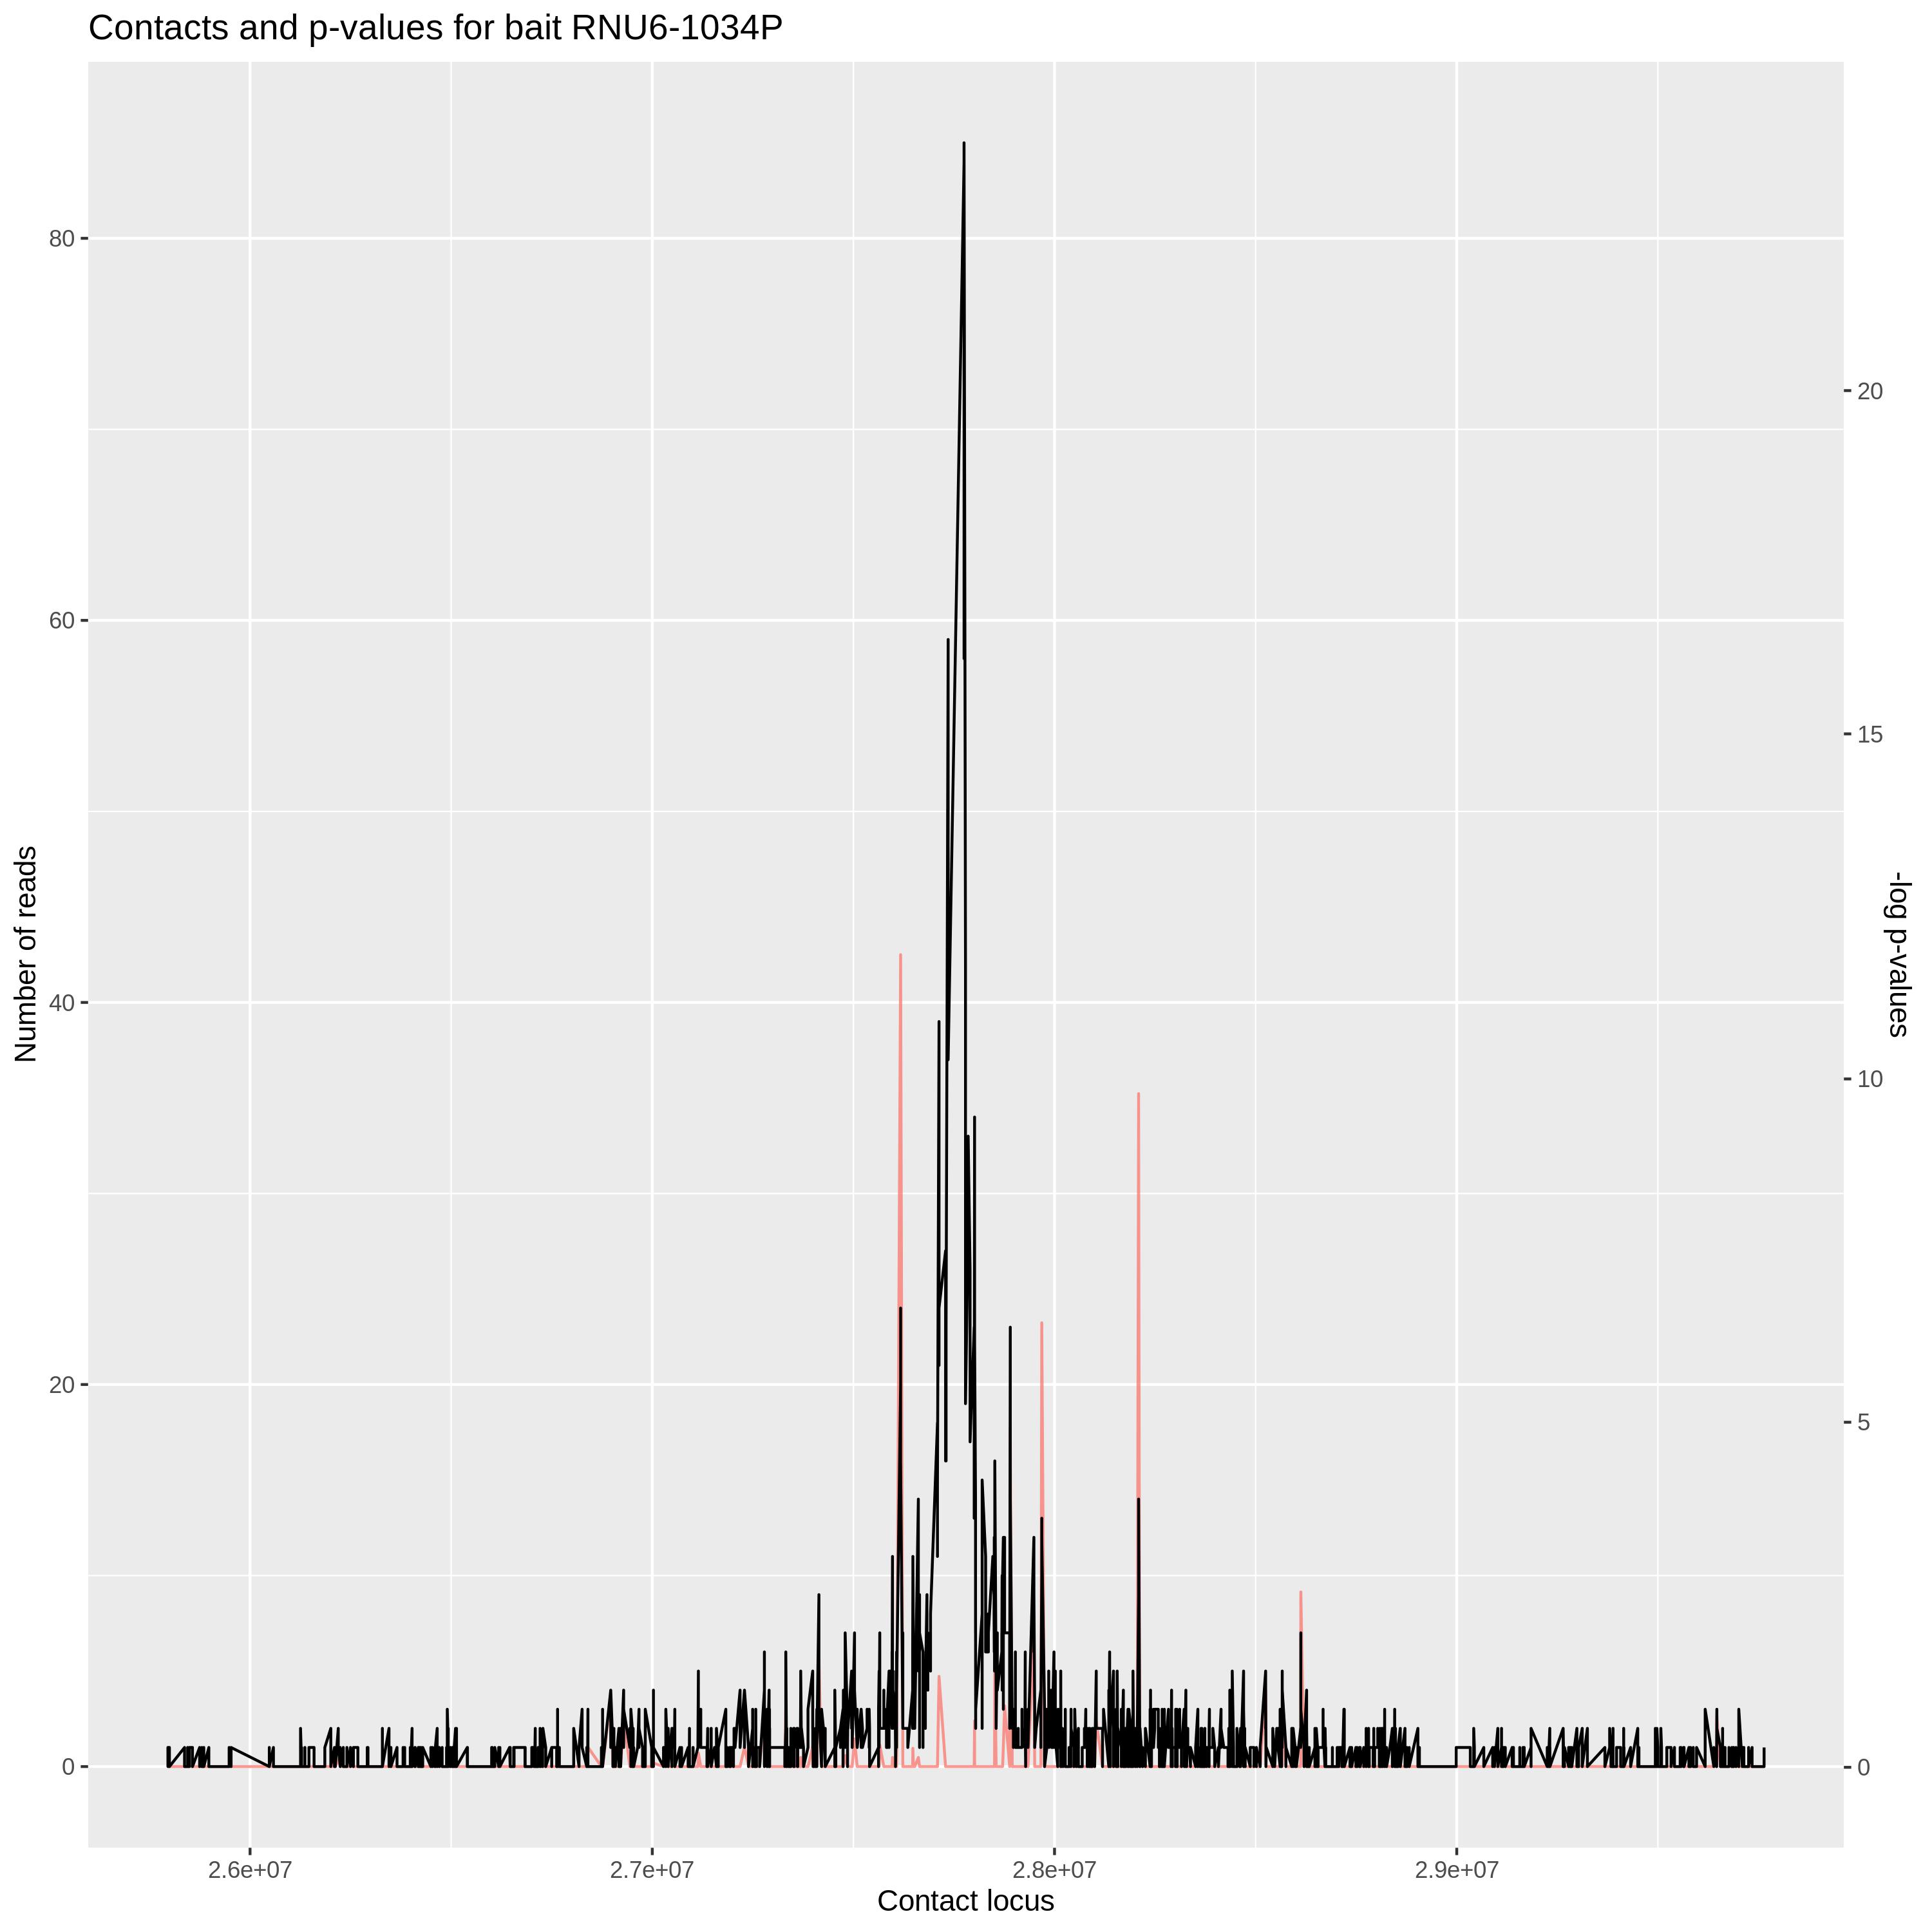 Contacts and p-values for bait RNU6-1034P
80
60
40
20
0
Number of reads
20
15
10
5
0
-log p-values
2.6e+07
2.7e+07
2.8e+07
2.9e+07
Contact locus